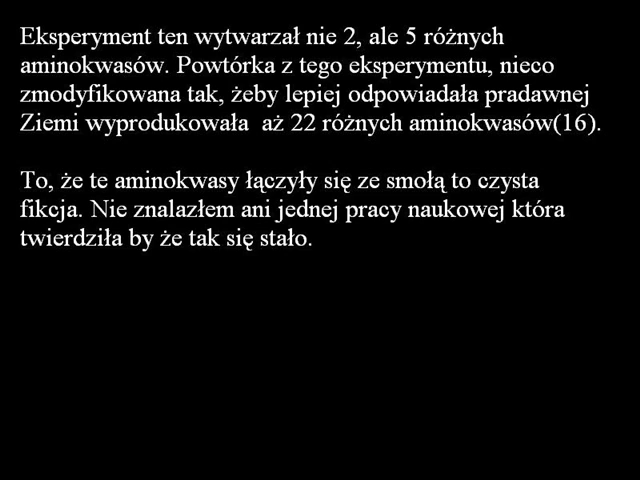 Eksperyment ten wytwarzał nie 2, ale 5 różnych
aminokwasów. Powtórka z tego eksperymentu, nieco
zmodyfikowana tak, żeby lepiej odpowiadała pradawnej
Ziemi wyprodukowała  aż 22 różnych aminokwasów(16).
To, że te aminokwasy łączyły się ze smołą to czysta
fikcja. Nie znalazłem ani jednej pracy naukowej która
twierdziła by że tak się stało.